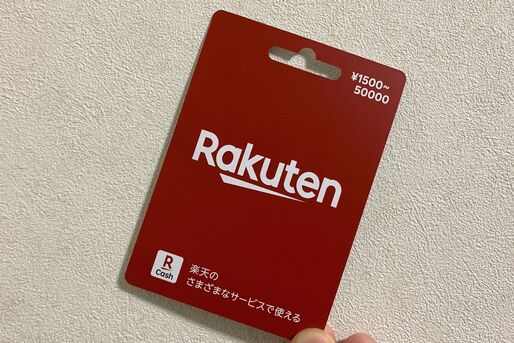 ¥1500~
50000
Rakuten
R
Cash
楽天の
さまざまなサービスで使える